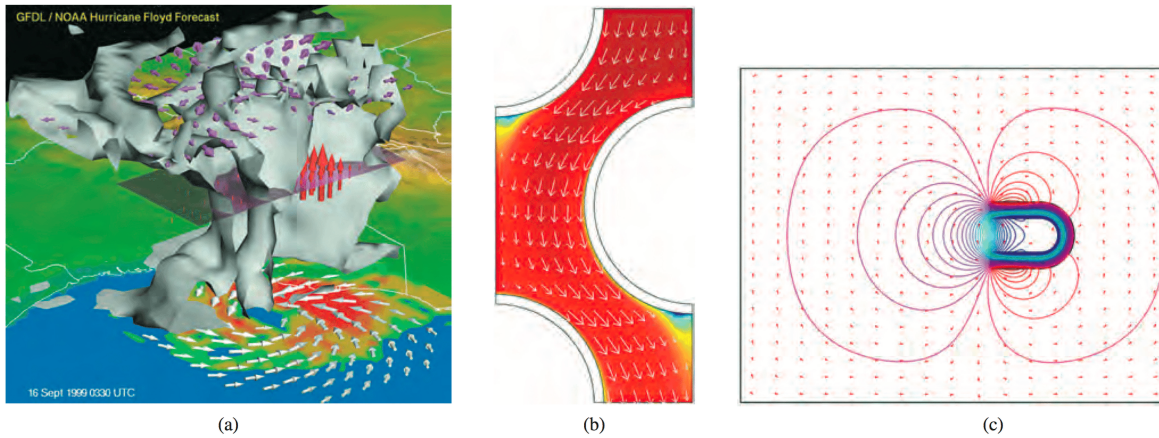 GFDL / NOAA Hurricane Floyd Forecast
16 Sept 1999 0330 UTC
(a)
(b)
(c)